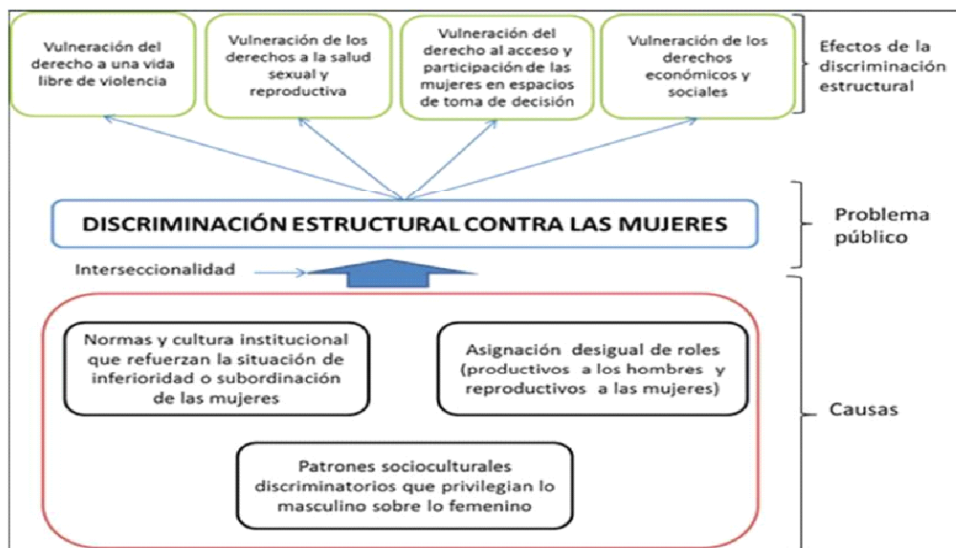 Vulneración del
derecho a una vida
libre de violencia
Vulneración de los
derechos a la salud
sexual y
reproductiva
Vulneración del
derecho al acceso y
participación de las
mujeres en espacios
de toma de decisión
Vulneración de los
derechos
económicos y
sociales
Efectos de la
discriminación
estructural
DISCRIMINACIÓN ESTRUCTURAL CONTRA LAS MUJERES
Problema
público
Interseccionalidad
Normas y cultura institucional
que refuerzan la situación de
inferioridad o subordinación
de las mujeres
Asignación desigual de roles
(productivos a los hombres y
reproductivos a las mujeres)
Patrones socioculturales
discriminatorios que privilegian lo
masculino sobre lo femenino
Causas